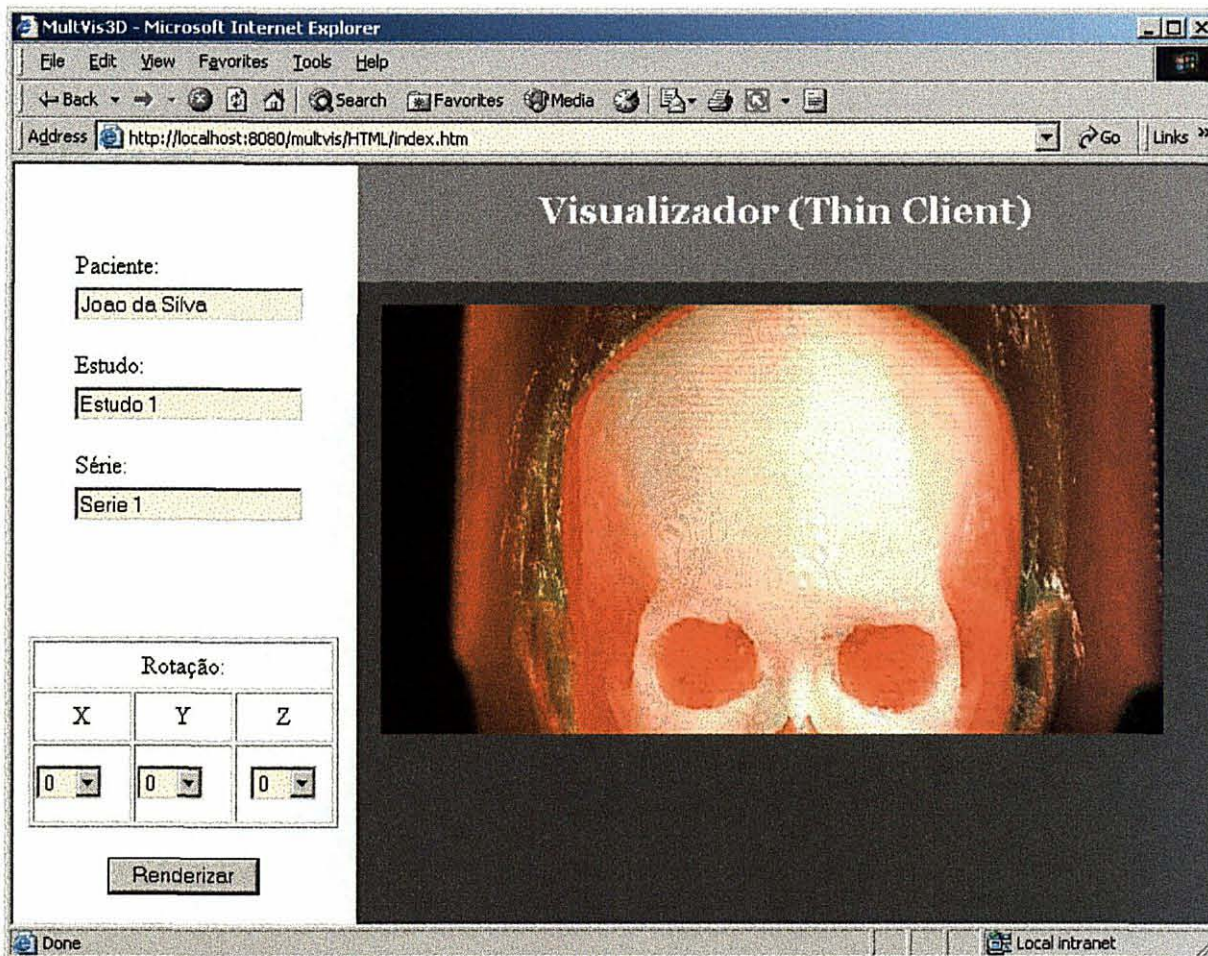 MultVis3D - Microsoft Internet Explorer
File Edit View Favorites Tools Help
Back Search Favorites Media
Address http://localhost:8080/multvis/HTML/index.htm Go Links »
Visualizador (Thin Client)
Paciente:
Joao da Silva
Estudo:
Estudo 1
Série:
Serie 1
Rotação:
X Y Z
0 0 0
Renderizar
Done Local intranet